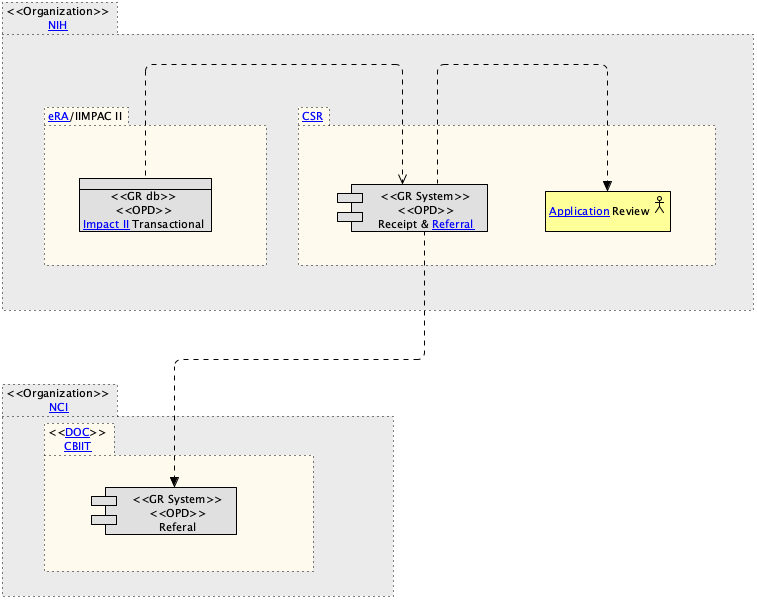 <<Organization>>
NIH
eRA/IIMPAC II
CSR
<<GR db>>
<<OPD>>
Impact II Transactional
<<GR System>>
<<OPD>>
Receipt & Referral
Application Review
<<Organization>>
NCI
<<DOC>>
CBIIT
<<GR System>>
<<OPD>>
Referal